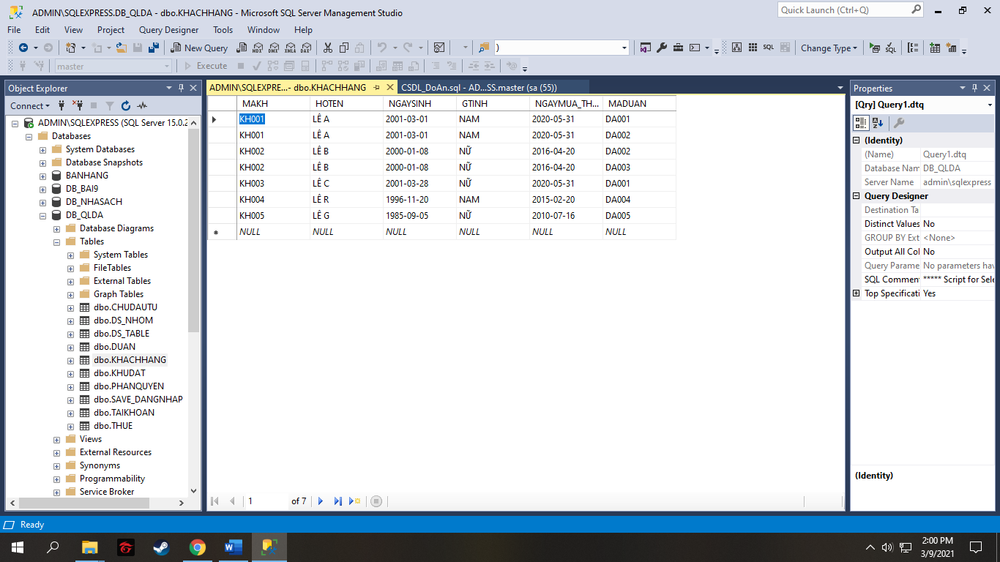 ADMIN\SQLEXPRESS.DB_QLDA - dbo.KHACHHANG - Microsoft SQL Server Management Studio
Quick Launch (Ctrl+Q)
File Edit View Project Query Designer Tools Window Help
New Query MDX DMX XMLA DAX ) SQL Change Type SQL
master Execute
Object Explorer
Connect
ADMIN\SQLEXPRESS (SQL Server 15.0.2
Databases
System Databases
Database Snapshots
BANHANG
DB_BAI9
DB_NHASACH
DB_QLDA
Database Diagrams
Tables
System Tables
FileTables
External Tables
Graph Tables
dbo.CHUDAUTU
dbo.DS_NHOM
dbo.DS_TABLE
dbo.DUAN
dbo.KHACHHANG
dbo.KHUDAT
dbo.PHANQUYEN
dbo.SAVE_DANGNHAP
dbo.TAIKHOAN
dbo.THUE
Views
External Resources
Synonyms
Programmability
Service Broker
ADMIN\SQLEXPRE...- dbo.KHACHHANG CSDL_DoAn.sql - AD...SS.master (sa (55))
MAKH HOTEN NGAYSINH GTINH NGAYMUA_TH... MADUAN
KH001 LÊ A 2001-03-01 NAM 2020-05-31 DA001
KH001 LÊ A 2001-03-01 NAM 2020-05-31 DA002
KH002 LÊ B 2000-01-08 NỮ 2016-04-20 DA002
KH002 LÊ B 2000-01-08 NỮ 2016-04-20 DA003
KH003 LÊ C 2001-03-28 NỮ 2020-05-31 DA001
KH004 LÊ R 1996-11-20 NAM 2015-02-20 DA004
KH005 LÊ G 1985-09-05 NỮ 2010-07-16 DA005
NULL NULL NULL NULL NULL NULL
1 of 7
Properties
[Qry] Query1.dtq
(Identity)
(Name) Query1.dtq
Database Nam DB_QLDA
Server Name admin\sqlexpress
Query Designer
Destination Ta
Distinct Values No
GROUP BY Ext <None>
Output All Col No
Query Parame No parameters hav
SQL Commen ***** Script for Sele
Top Specificati Yes
(Identity)
Ready
2:00 PM
3/9/2021